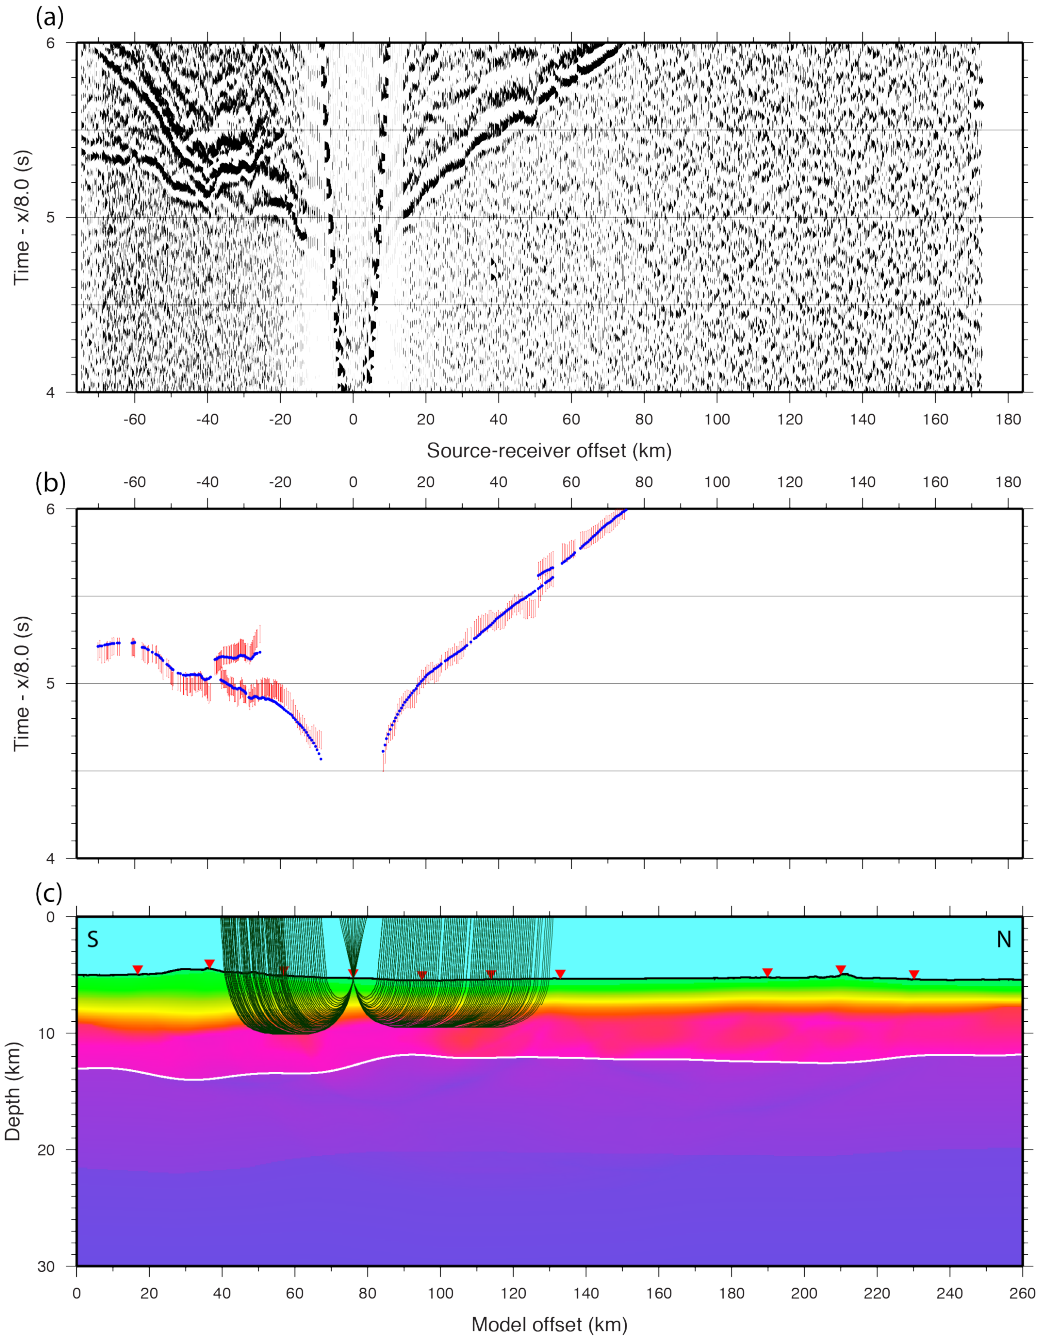 (a)
6
5
4
Time - x/8.0 (s)
-60 -40 -20 0 20 40 60 80 100 120 140 160 180
Source-receiver offset (km)
(b)
-60 -40 -20 0 20 40 60 80 100 120 140 160 180
6
5
4
Time - x/8.0 (s)
(c)
0
10
20
30
Depth (km)
S N
0 20 40 60 80 100 120 140 160 180 200 220 240 260
Model offset (km)